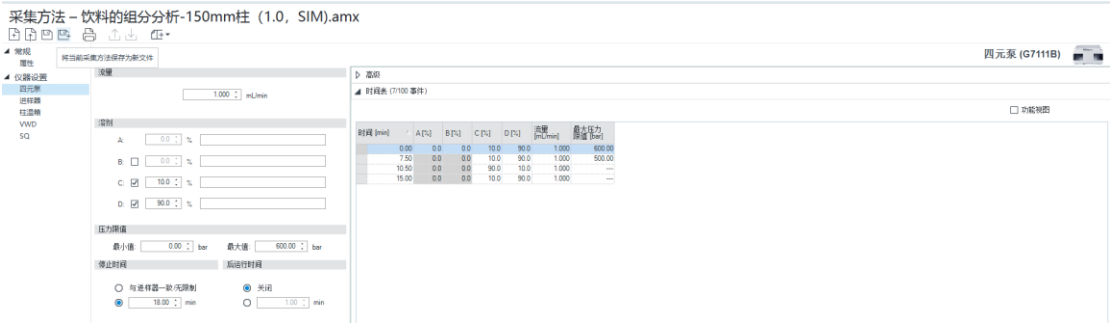 采集方法 – 饮料的组分分析-150mm柱（1.0，SIM).amx
常规
属性
将当前采集方法保存为新文件
仪器设置
四元泵
进样器
柱温箱
VWD
SQ
四元泵 (G7111B)
流量
1.000 mL/min
溶剂
A: 0.0 %
B: 0.0 %
C: 10.0 %
D: 90.0 %
压力限值
最小值: 0.00 bar 最大值: 600.00 bar
停止时间 后运行时间
与进样器一致/无限制 关闭
18.00 min 1.00 min
高级
时间表 (7/100 事件)
功能视图
时间 [min] A [%] B [%] C [%] D [%] 流量 [mL/min] 最大压力限值 [bar]
0.00 0.0 0.0 10.0 90.0 1.000 600.00
7.50 0.0 0.0 10.0 90.0 1.000 500.00
10.50 0.0 0.0 90.0 10.0 1.000 ---
15.00 0.0 0.0 10.0 90.0 1.000 ---